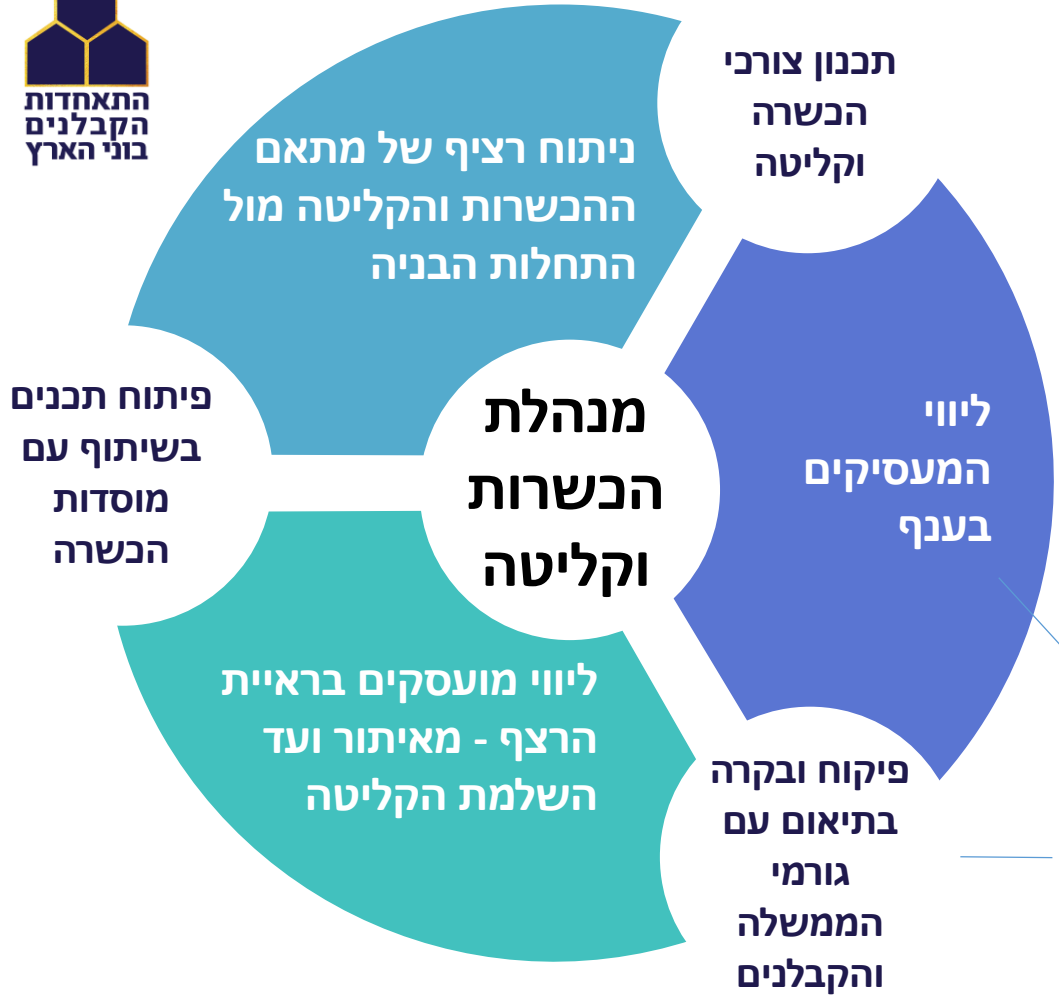 התאחדות
הקבלנים
בוני הארץ
תכנון צורכי
הכשרה
וקליטה
ניתוח רציף של מתאם
ההכשרות והקליטה מול
התחלות הבניה
ליווי
המעסיקים
בענף
מנהלת
הכשרות
וקליטה
פיתוח תכנים
בשיתוף עם
מוסדות
הכשרה
ליווי מועסקים בראיית
הרצף - מאיתור ועד
השלמת הקליטה
פיקוח ובקרה
בתיאום עם
גורמי
הממשלה
והקבלנים